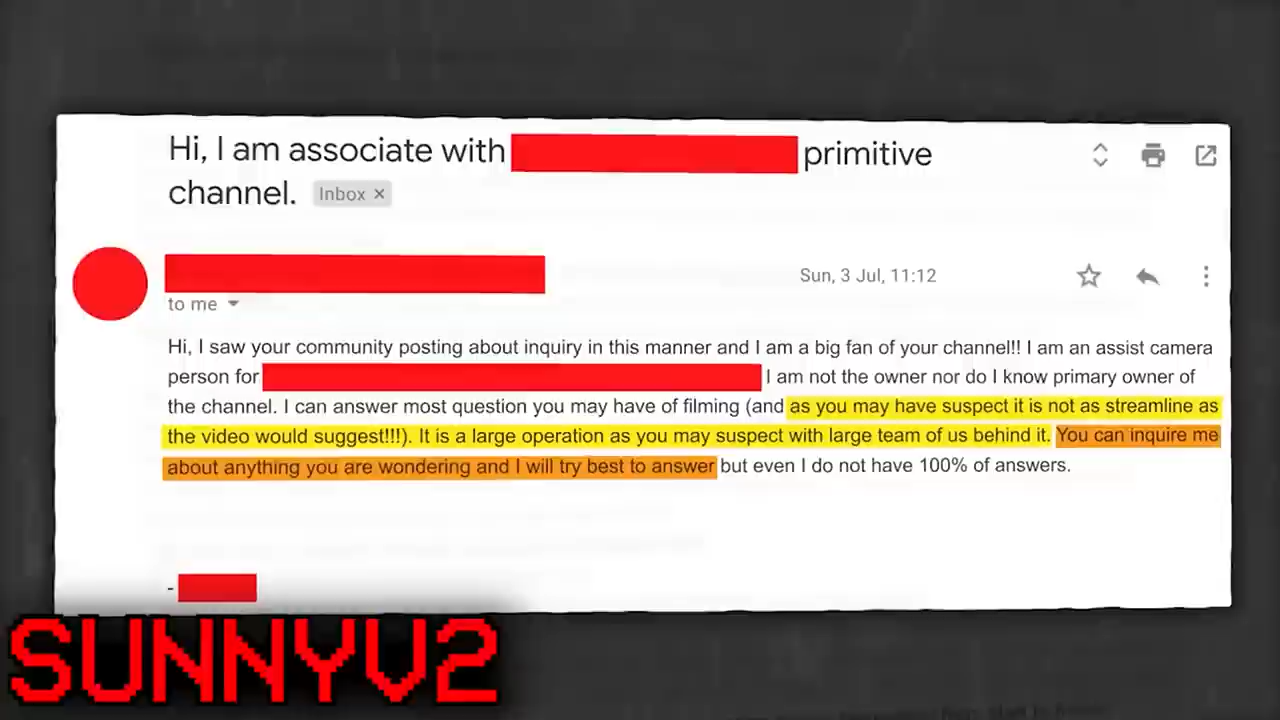 Hi, I am associate with primitive
channel. Inbox ×
Sun, 3 Jul, 11:12
to me
Hi, I saw your community posting about inquiry in this manner and I am a big fan of your channel!! I am an assist camera
person for I am not the owner nor do I know primary owner of
the channel. I can answer most question you may have of filming (and as you may have suspect it is not as streamline as
the video would suggest!!!). It is a large operation as you may suspect with large team of us behind it. You can inquire me
about anything you are wondering and I will try best to answer but even I do not have 100% of answers.
-
SUNNYV2